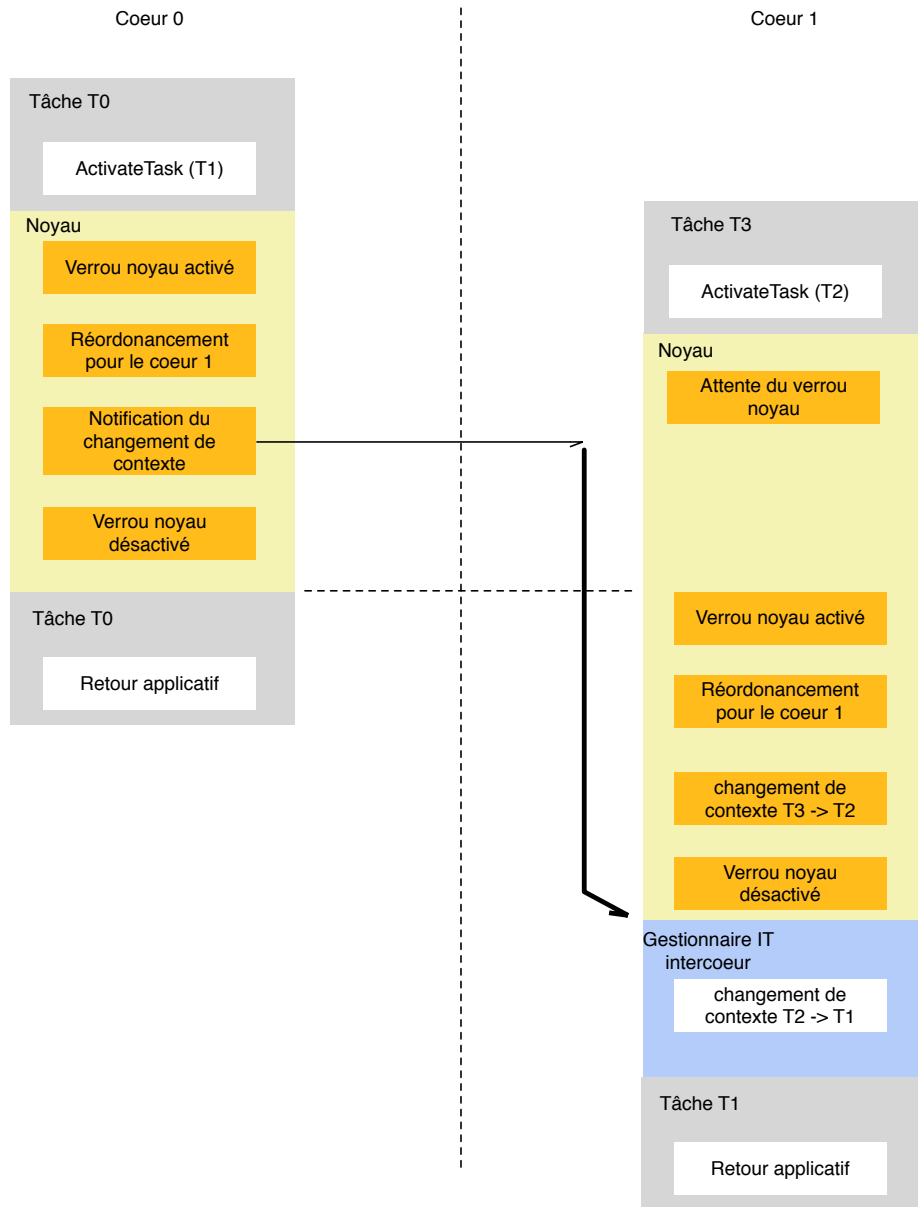 Coeur 0
Tâche T0
ActivateTask (T1)
Noyau
Verrou noyau activé
Réordonancement
pour le coeur 1
Notification du
changement de
contexte
Verrou noyau
désactivé
Tâche T0
Retour applicatif
Coeur 1
Tâche T3
ActivateTask (T2)
Noyau
Attente du verrou
noyau
Verrou noyau activé
Réordonancement
pour le coeur 1
changement de
contexte T3 -> T2
Verrou noyau
désactivé
Gestionnaire IT
intercoeur
changement de
contexte T2 -> T1
Tâche T1
Retour applicatif